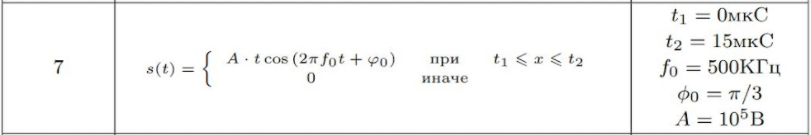 7
s(t) = { A · t cos (2πf₀t + φ₀) при t₁ ⩽ x ⩽ t₂
0 иначе
t₁ = 0мкС
t₂ = 15мкС
f₀ = 500КГц
ϕ₀ = π/3
A = 10⁵В